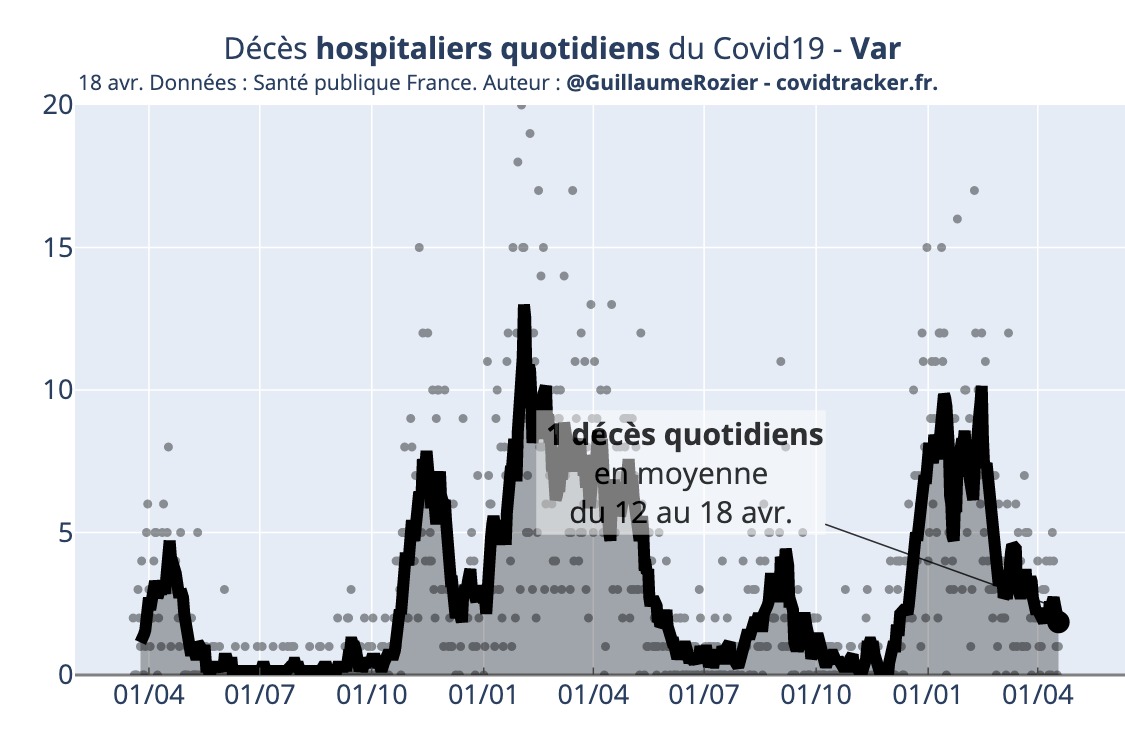 Décès hospitaliers quotidiens du Covid19 - Var
18 avr. Données : Santé publique France. Auteur : @GuillaumeRozier - covidtracker.fr.
20
15
10
5
0
1 décès quotidiens
en moyenne
du 12 au 18 avr.
01/04 01/07 01/10 01/01 01/04 01/07 01/10 01/01 01/04